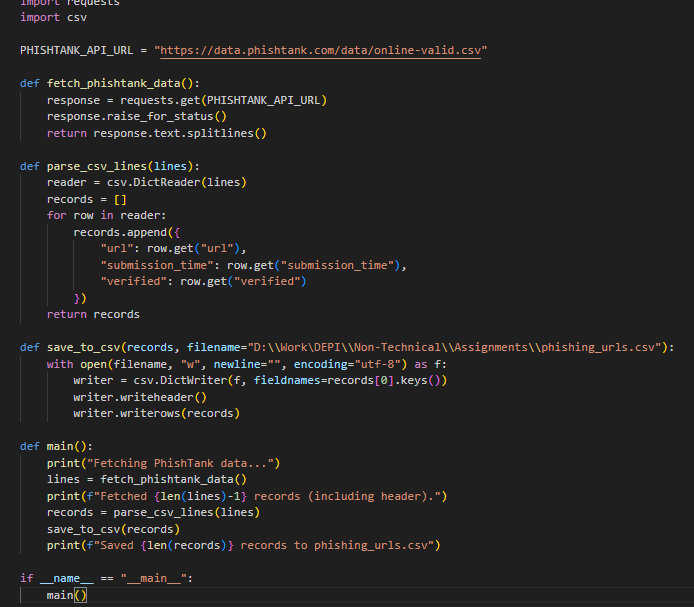 import requests
import csv

PHISHTANK_API_URL = "https://data.phishtank.com/data/online-valid.csv"

def fetch_phishtank_data():
    response = requests.get(PHISHTANK_API_URL)
    response.raise_for_status()
    return response.text.splitlines()

def parse_csv_lines(lines):
    reader = csv.DictReader(lines)
    records = []
    for row in reader:
        records.append({
            "url": row.get("url"),
            "submission_time": row.get("submission_time"),
            "verified": row.get("verified")
        })
    return records

def save_to_csv(records, filename="D:\\Work\DEPI\\Non-Technical\\Assignments\\phishing_urls.csv"):
    with open(filename, "w", newline="", encoding="utf-8") as f:
        writer = csv.DictWriter(f, fieldnames=records[0].keys())
        writer.writeheader()
        writer.writerows(records)

def main():
    print("Fetching PhishTank data...")
    lines = fetch_phishtank_data()
    print(f"Fetched {len(lines)-1} records (including header).")
    records = parse_csv_lines(lines)
    save_to_csv(records)
    print(f"Saved {len(records)} records to phishing_urls.csv")

if __name__ == "__main__":
    main()